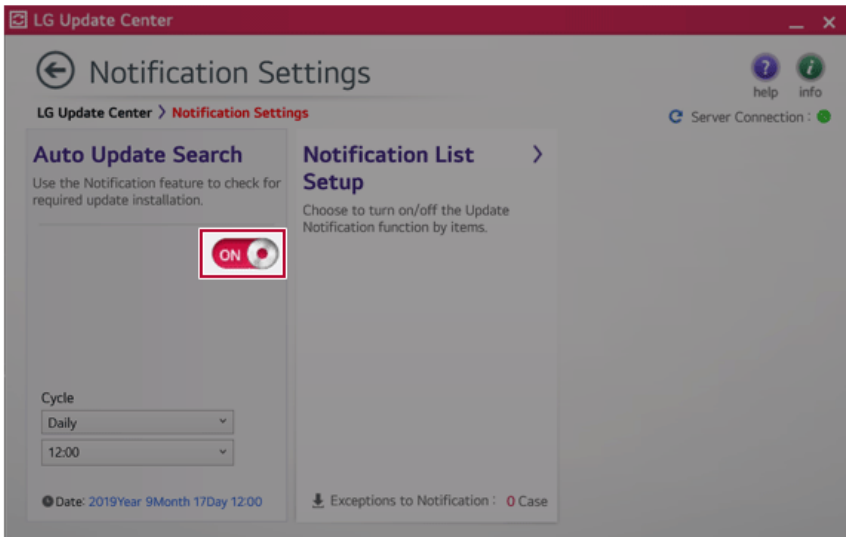 LG Update Center
Notification Settings
help
info
LG Update Center > Notification Settings
Server Connection :
Auto Update Search
Use the Notification feature to check for
required update installation.
ON
Cycle
Daily
12:00
Date: 2019Year 9Month 17Day 12:00
Notification List
Setup
Choose to turn on/off the Update
Notification function by items.
Exceptions to Notification : 0 Case